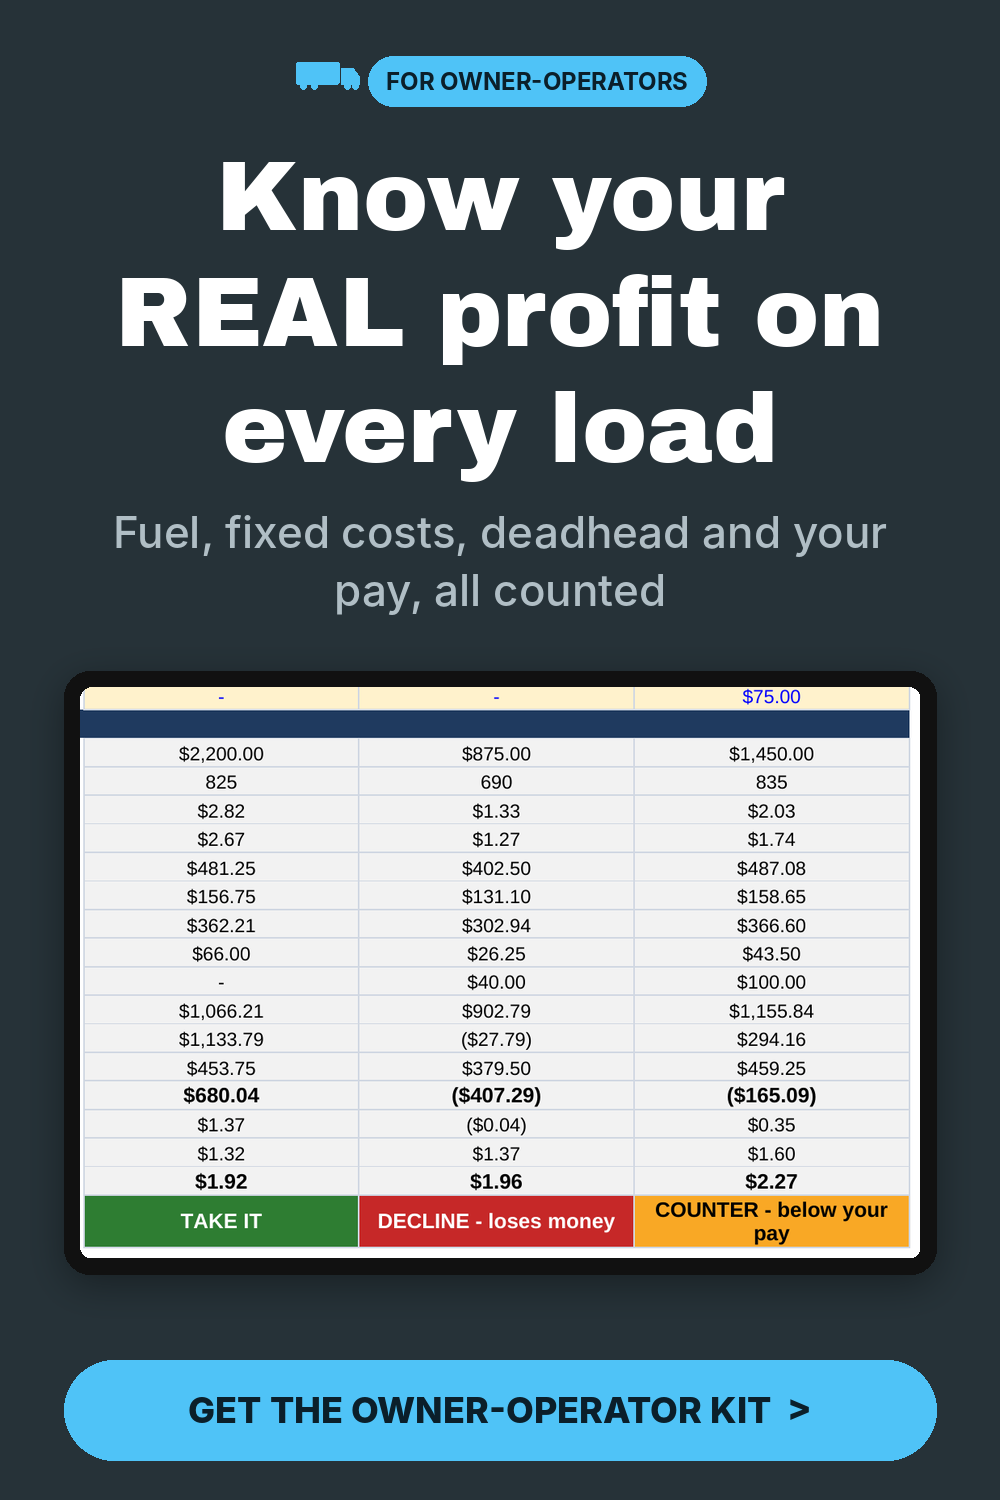 FOR OWNER-OPERATORS
Know your
REAL profit on
every load
Fuel, fixed costs, deadhead and your
pay, all counted
- - $75.00
$2,200.00 $875.00 $1,450.00
825 690 835
$2.82 $1.33 $2.03
$2.67 $1.27 $1.74
$481.25 $402.50 $487.08
$156.75 $131.10 $158.65
$362.21 $302.94 $366.60
$66.00 $26.25 $43.50
- $40.00 $100.00
$1,066.21 $902.79 $1,155.84
$1,133.79 ($27.79) $294.16
$453.75 $379.50 $459.25
$680.04 ($407.29) ($165.09)
$1.37 ($0.04) $0.35
$1.32 $1.37 $1.60
$1.92 $1.96 $2.27
TAKE IT DECLINE - loses money COUNTER - below your
pay
GET THE OWNER-OPERATOR KIT >